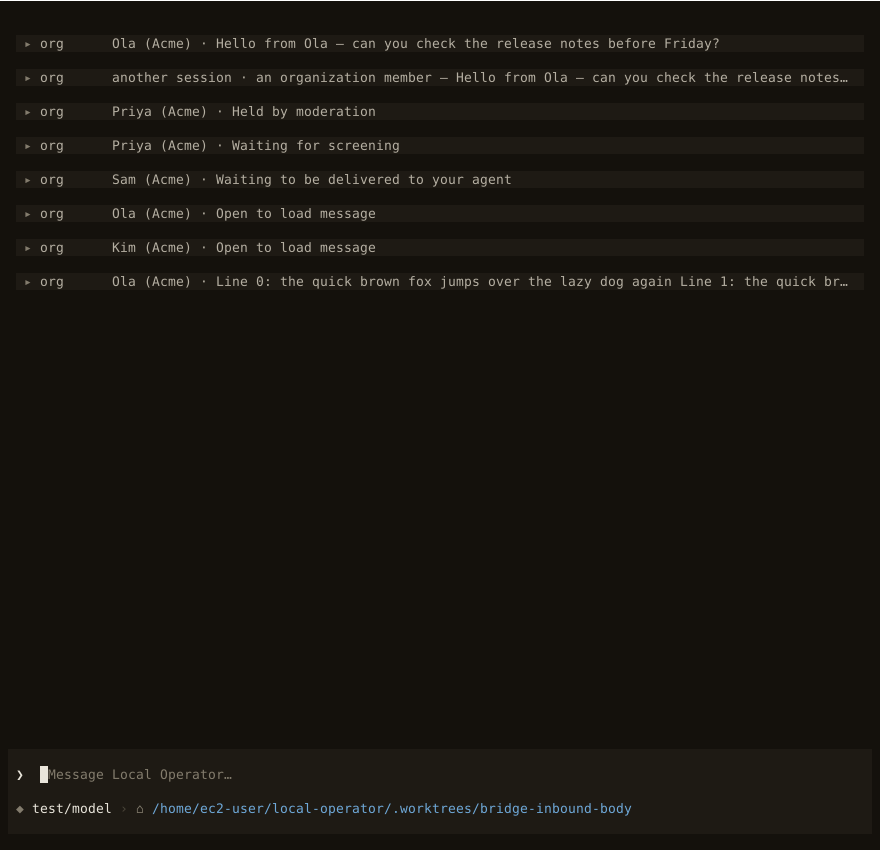 ▸ org Ola (Acme) · Hello from Ola — can you check the release notes before Friday?
▸ org another session · an organization member — Hello from Ola — can you check the release notes…
▸ org Priya (Acme) · Held by moderation
▸ org Priya (Acme) · Waiting for screening
▸ org Sam (Acme) · Waiting to be delivered to your agent
▸ org Ola (Acme) · Open to load message
▸ org Kim (Acme) · Open to load message
▸ org Ola (Acme) · Line 0: the quick brown fox jumps over the lazy dog again Line 1: the quick br…
❯ Message Local Operator…
◆ test/model › ⌂ /home/ec2-user/local-operator/.worktrees/bridge-inbound-body